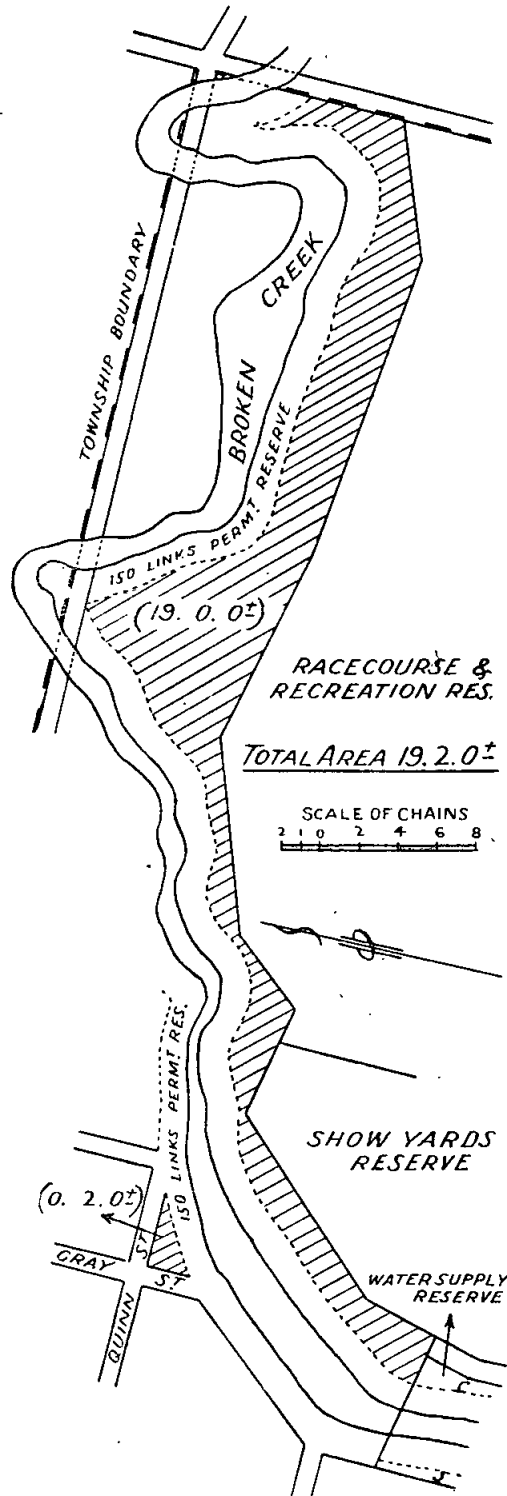 TOWNSHIP BOUNDARY
BROKEN CREEK
150 LINKS PERMT RESERVE
(19. 0. 0±)
RACECOURSE &
RECREATION RES.
TOTAL AREA 19. 2. 0±
SCALE OF CHAINS
2 1 0 2 4 6 8
150 LINKS PERMT RES.
SHOW YARDS
RESERVE
(0. 2. 0±)
GRAY ST
QUINN ST
WATER SUPPLY
RESERVE